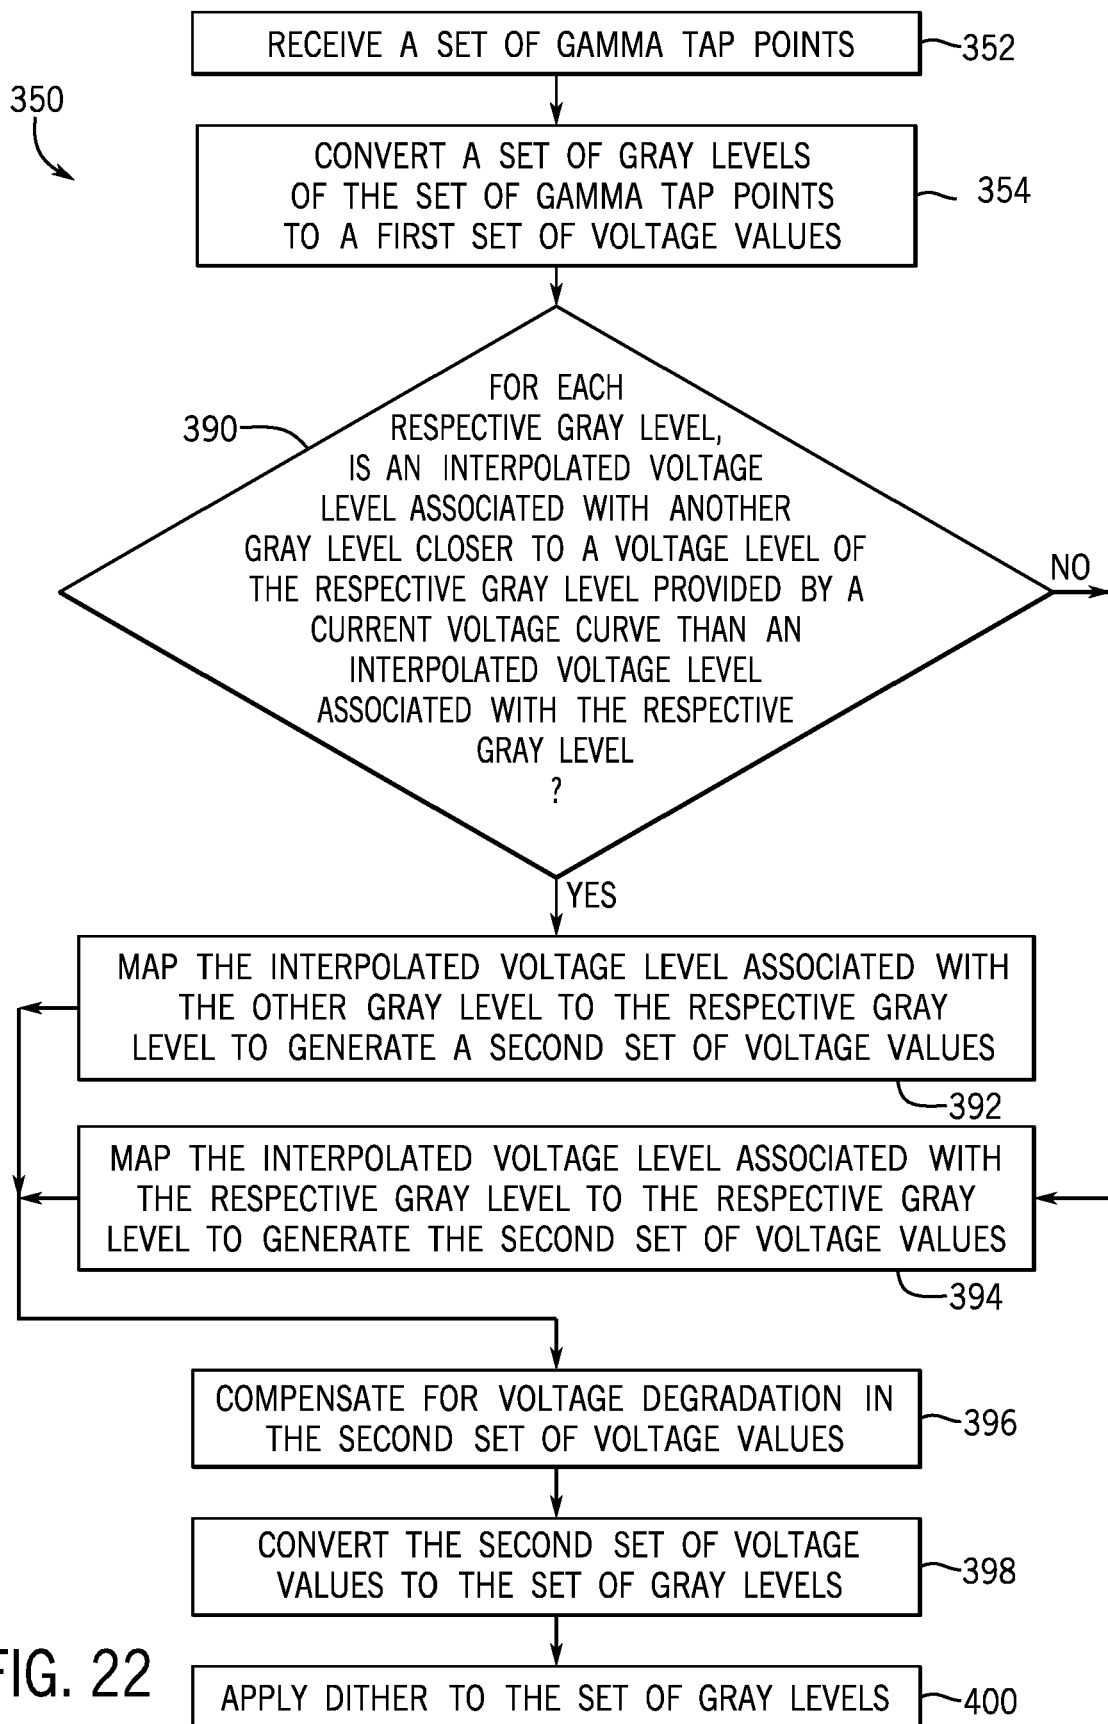 RECEIVE A SET OF GAMMA TAP POINTS
352
350
CONVERT A SET OF GRAY LEVELS
OF THE SET OF GAMMA TAP POINTS
TO A FIRST SET OF VOLTAGE VALUES
354
390
FOR EACH
RESPECTIVE GRAY LEVEL,
IS AN INTERPOLATED VOLTAGE
LEVEL ASSOCIATED WITH ANOTHER
GRAY LEVEL CLOSER TO A VOLTAGE LEVEL OF
THE RESPECTIVE GRAY LEVEL PROVIDED BY A
CURRENT VOLTAGE CURVE THAN AN
INTERPOLATED VOLTAGE LEVEL
ASSOCIATED WITH THE RESPECTIVE
GRAY LEVEL
?
NO
YES
MAP THE INTERPOLATED VOLTAGE LEVEL ASSOCIATED WITH
THE OTHER GRAY LEVEL TO THE RESPECTIVE GRAY
LEVEL TO GENERATE A SECOND SET OF VOLTAGE VALUES
392
MAP THE INTERPOLATED VOLTAGE LEVEL ASSOCIATED WITH
THE RESPECTIVE GRAY LEVEL TO THE RESPECTIVE GRAY
LEVEL TO GENERATE THE SECOND SET OF VOLTAGE VALUES
394
COMPENSATE FOR VOLTAGE DEGRADATION IN
THE SECOND SET OF VOLTAGE VALUES
396
CONVERT THE SECOND SET OF VOLTAGE
VALUES TO THE SET OF GRAY LEVELS
398
FIG. 22
APPLY DITHER TO THE SET OF GRAY LEVELS
400